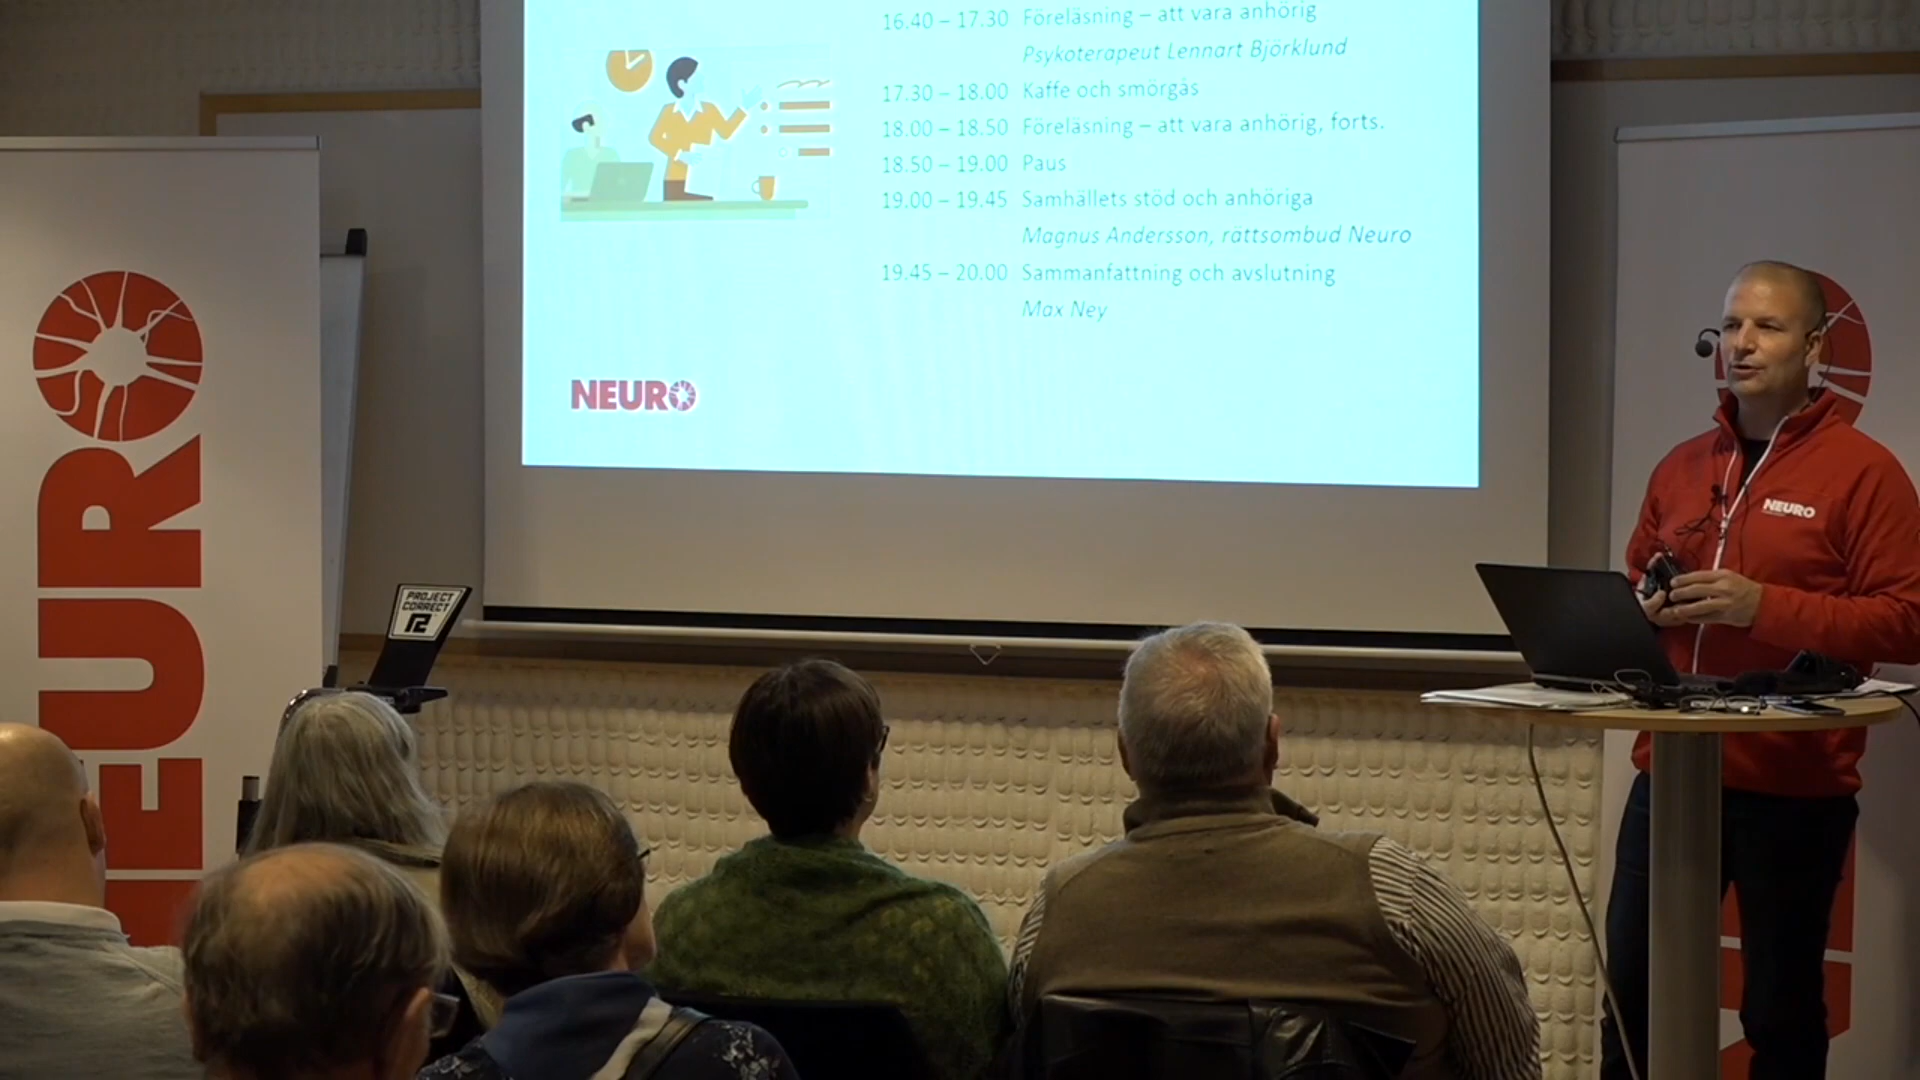 16.40 – 17.30 Föreläsning – att vara anhörig
Psykoterapeut Lennart Björklund
17.30 – 18.00 Kaffe och smörgås
18.00 – 18.50 Föreläsning – att vara anhörig, forts.
18.50 – 19.00 Paus
19.00 – 19.45 Samhällets stöd och anhöriga
Magnus Andersson, rättsombud Neuro
19.45 – 20.00 Sammanfattning och avslutning
Max Ney
NEURO
NEURO
PROJECT
CORRECT
NEURO